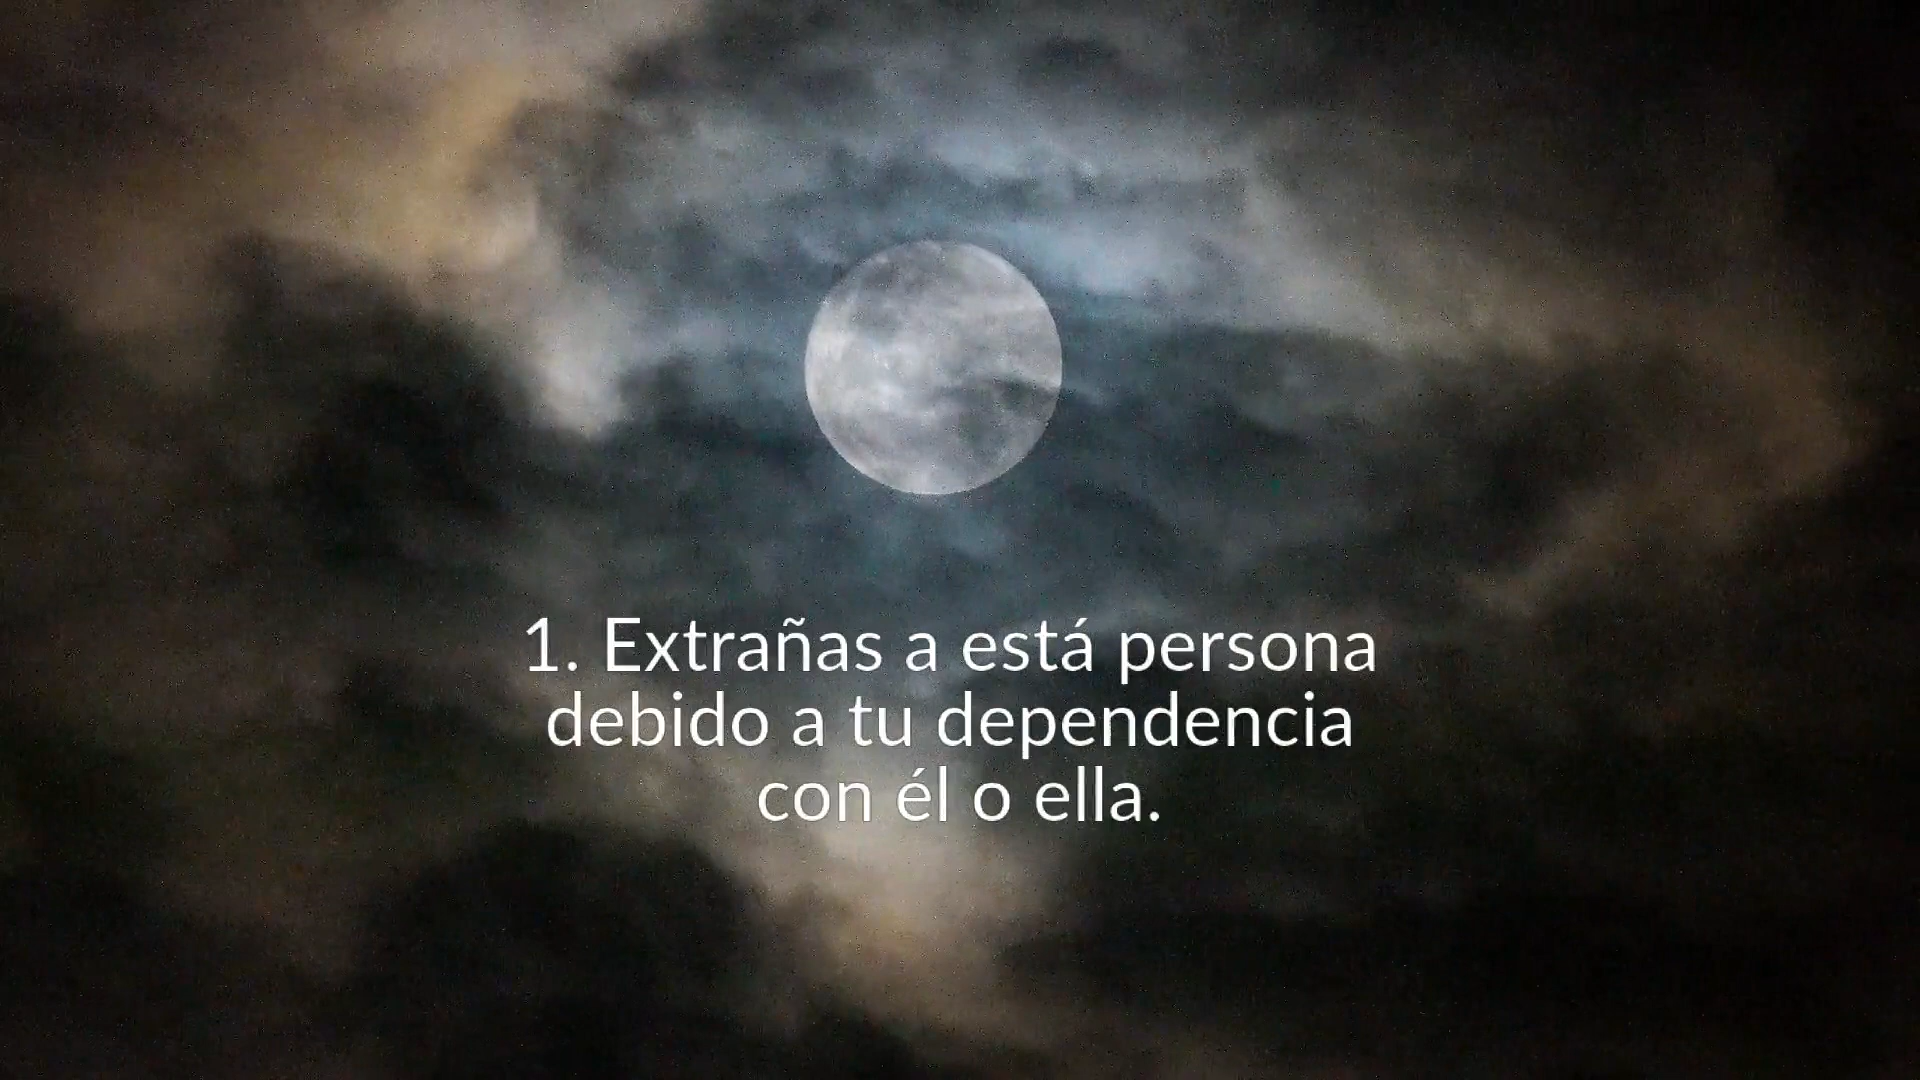 1. Extrañas a está persona
debido a tu dependencia
con él o ella.